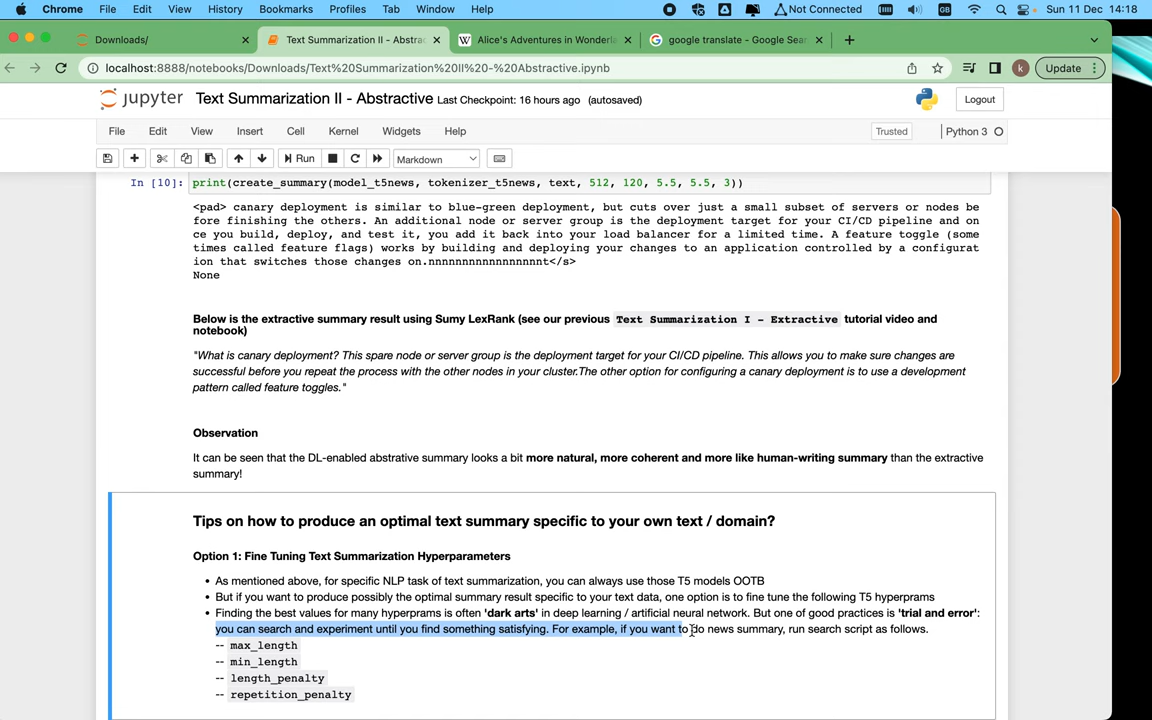 Chrome File Edit View History Bookmarks Profiles Tab Window Help Not Connected GB Sun 11 Dec 14:18
Downloads/ Text Summarization II - Abstrac Alice's Adventures in Wonderla google translate - Google Sear
localhost:8888/notebooks/Downloads/Text%20Summarization%20II%20-%20Abstractive.ipynb k Update
jupyter Text Summarization II - Abstractive Last Checkpoint: 16 hours ago (autosaved) Logout
File Edit View Insert Cell Kernel Widgets Help Trusted Python 3
Run Markdown
In [10]: print(create_summary(model_t5news, tokenizer_t5news, text, 512, 120, 5.5, 5.5, 3))
<pad> canary deployment is similar to blue-green deployment, but cuts over just a small subset of servers or nodes be
fore finishing the others. An additional node or server group is the deployment target for your CI/CD pipeline and on
ce you build, deploy, and test it, you add it back into your load balancer for a limited time. A feature toggle (some
times called feature flags) works by building and deploying your changes to an application controlled by a configurat
ion that switches those changes on.nnnnnnnnnnnnnnnnnt</s>
None
Below is the extractive summary result using Sumy LexRank (see our previous Text Summarization I - Extractive tutorial video and
notebook)
"What is canary deployment? This spare node or server group is the deployment target for your CI/CD pipeline. This allows you to make sure changes are
successful before you repeat the process with the other nodes in your cluster.The other option for configuring a canary deployment is to use a development
pattern called feature toggles."
Observation
It can be seen that the DL-enabled abstrative summary looks a bit more natural, more coherent and more like human-writing summary than the extractive
summary!
Tips on how to produce an optimal text summary specific to your own text / domain?
Option 1: Fine Tuning Text Summarization Hyperparameters
• As mentioned above, for specific NLP task of text summarization, you can always use those T5 models OOTB
• But if you want to produce possibly the optimal summary result specific to your text data, one option is to fine tune the following T5 hyperprams
• Finding the best values for many hyperprams is often 'dark arts' in deep learning / artificial neural network. But one of good practices is 'trial and error':
you can search and experiment until you find something satisfying. For example, if you want to do news summary, run search script as follows.
-- max_length
-- min_length
-- length_penalty
-- repetition_penalty